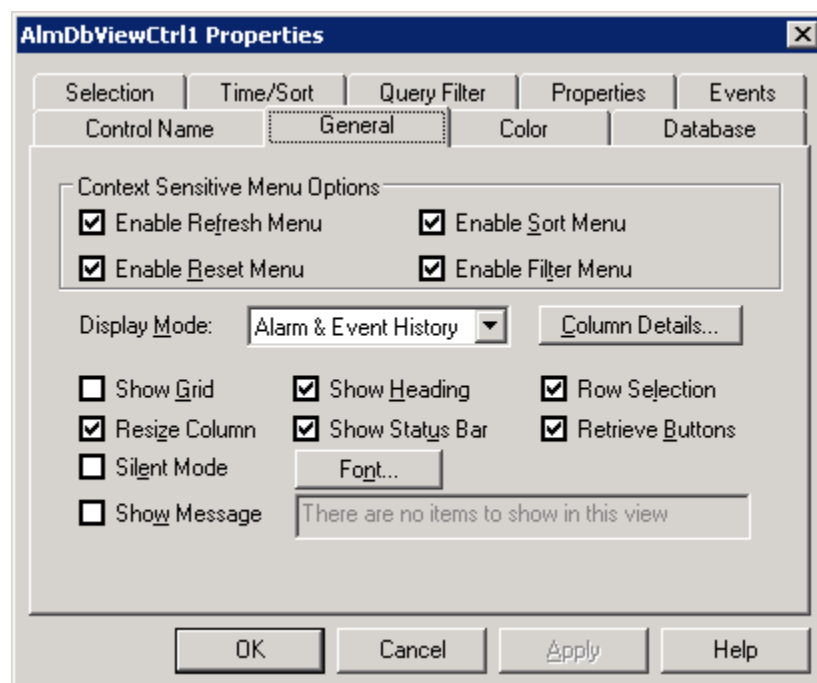 AlmDbViewCtrl1 Properties
Selection Time/Sort Query Filter Properties Events
Control Name General Color Database
Context Sensitive Menu Options
Enable Refresh Menu Enable Sort Menu
Enable Reset Menu Enable Filter Menu
Display Mode: Alarm & Event History Column Details...
Show Grid Show Heading Row Selection
Resize Column Show Status Bar Retrieve Buttons
Silent Mode Font...
Show Message There are no items to show in this view
OK Cancel Apply Help